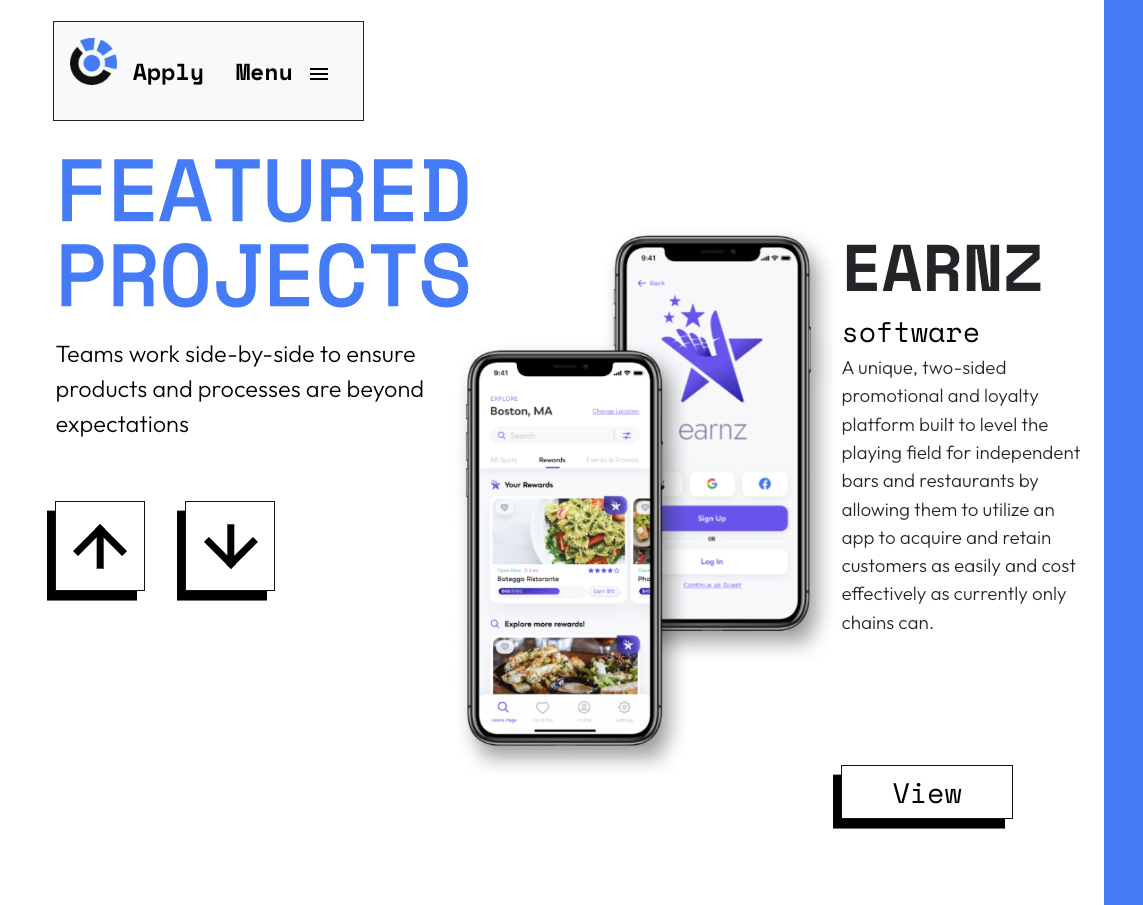 Apply Menu
FEATURED
PROJECTS
Teams work side-by-side to ensure
products and processes are beyond
expectations
9:41
EXPLORE
Boston, MA
Change Location
Search
All Spots Rewards Events & Promos
Your Rewards
Open Now
Botegga Ristorante
Pho
$60/$100
Earn $10
Explore more rewards!
Home Page Favorites Profile Settings
9:41
Back
earnz
Sign Up
OR
Log In
Continue as Guest
EARNZ
software
A unique, two-sided
promotional and loyalty
platform built to level the
playing field for independent
bars and restaurants by
allowing them to utilize an
app to acquire and retain
customers as easily and cost
effectively as currently only
chains can.
View